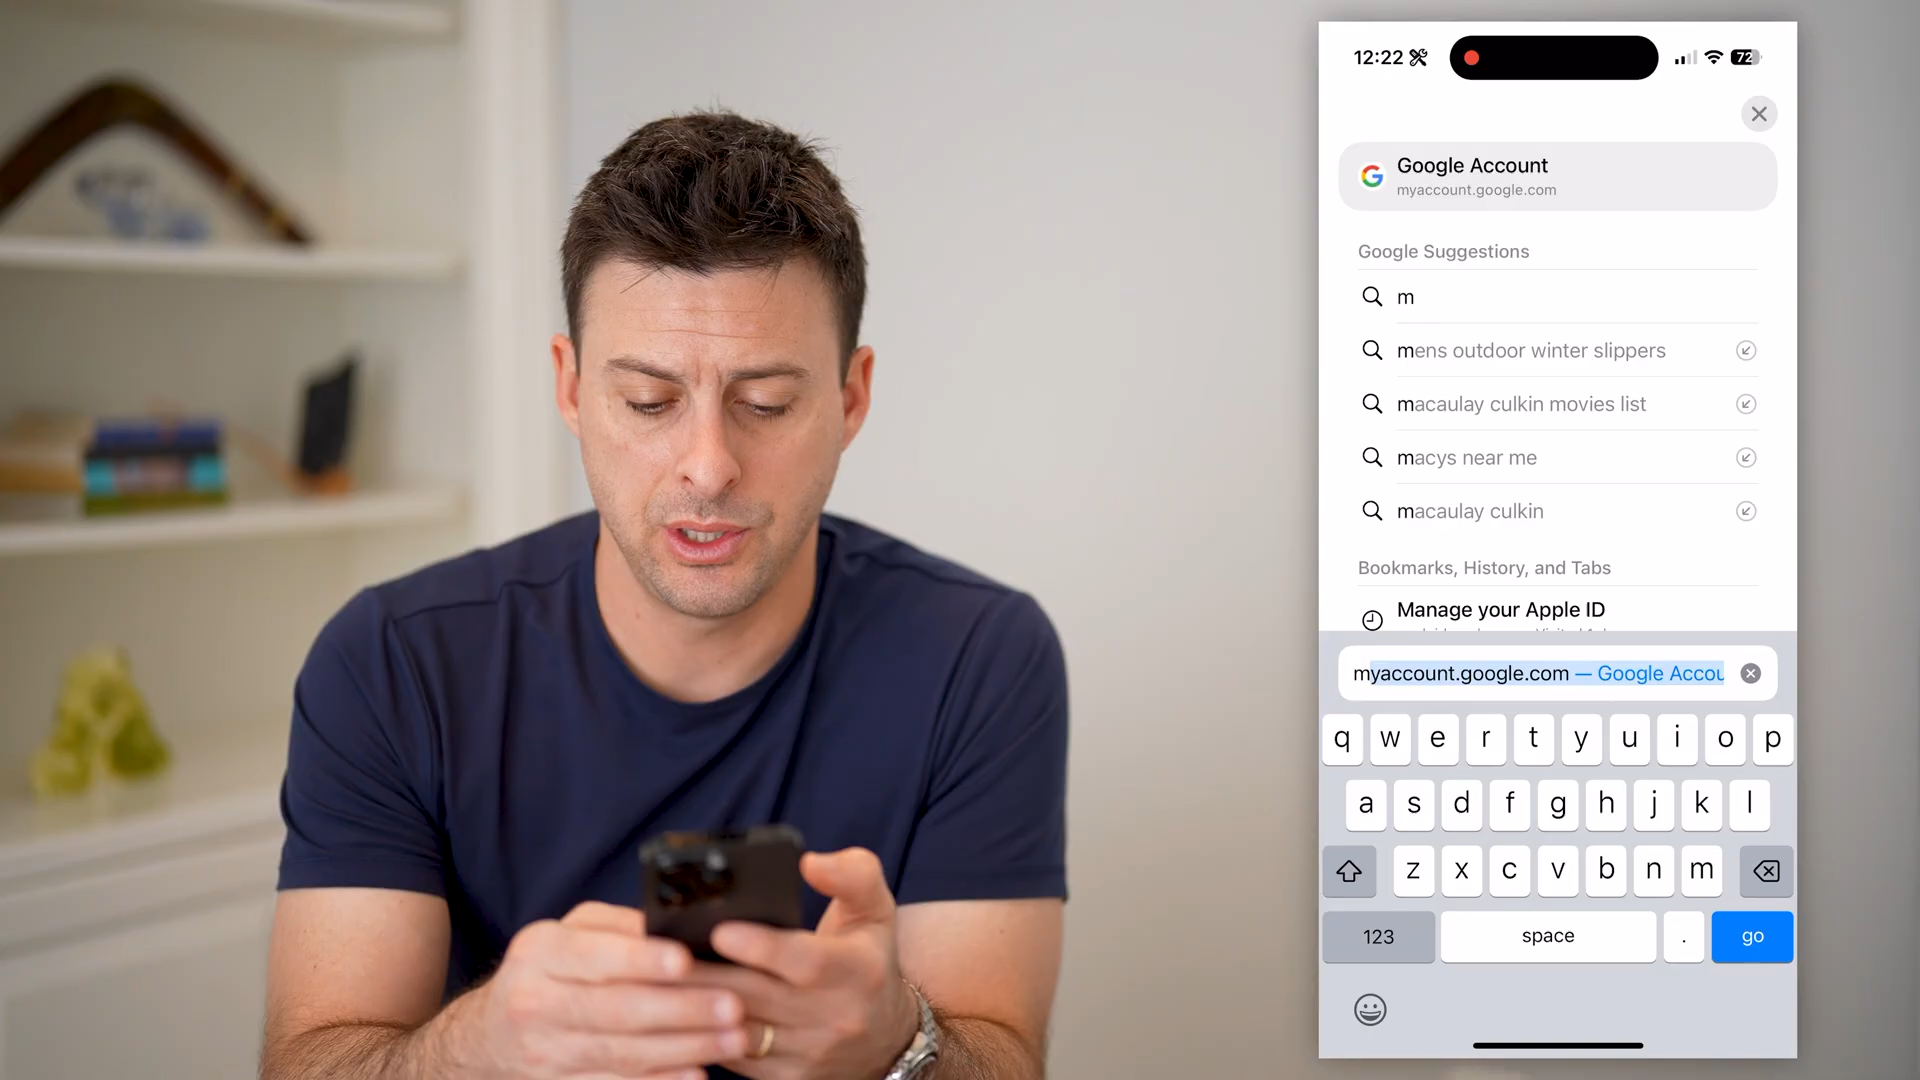 12:22
72
Google Account
myaccount.google.com
Google Suggestions
m
mens outdoor winter slippers
macaulay culkin movies list
macys near me
macaulay culkin
Bookmarks, History, and Tabs
Manage your Apple ID
myaccount.google.com — Google Accou
q w e r t y u i o p
a s d f g h j k l
z x c v b n m
123 space . go